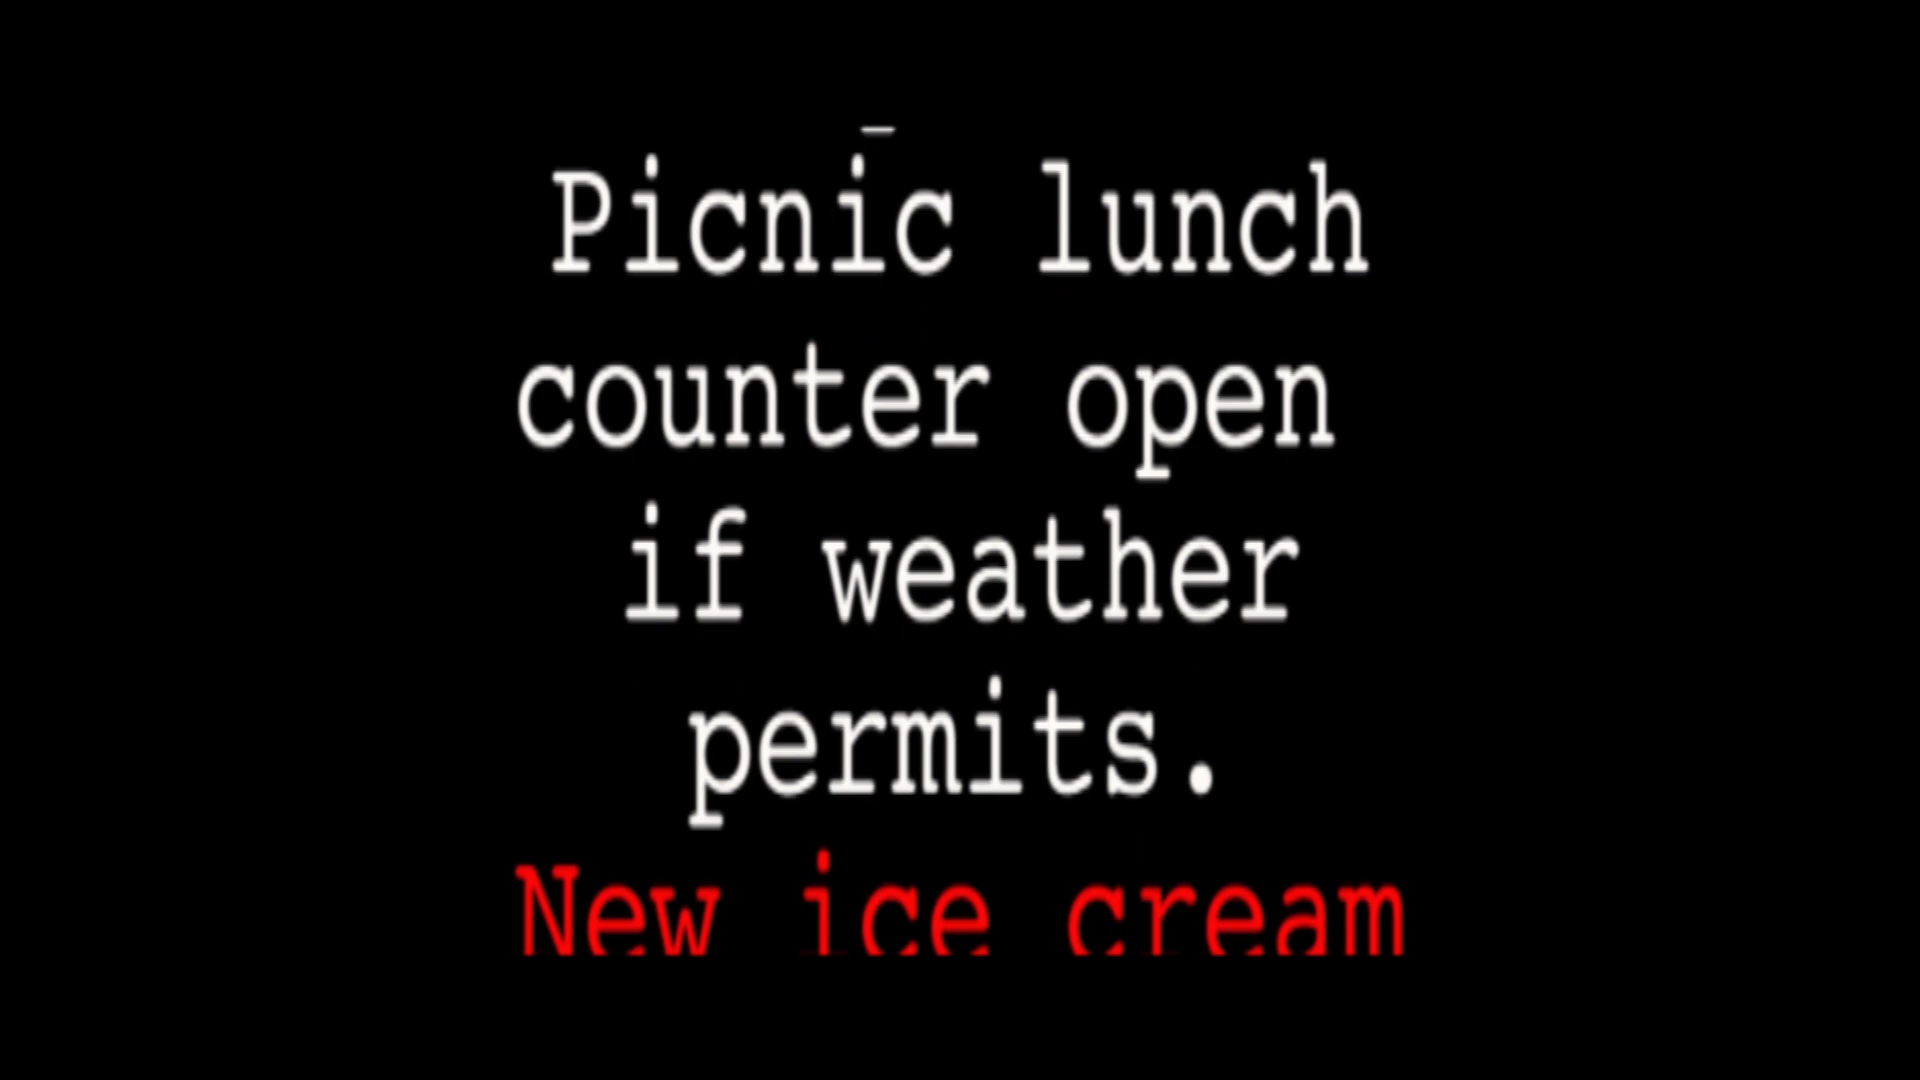 Picnic lunch
counter open
if weather
permits.
New ice cream